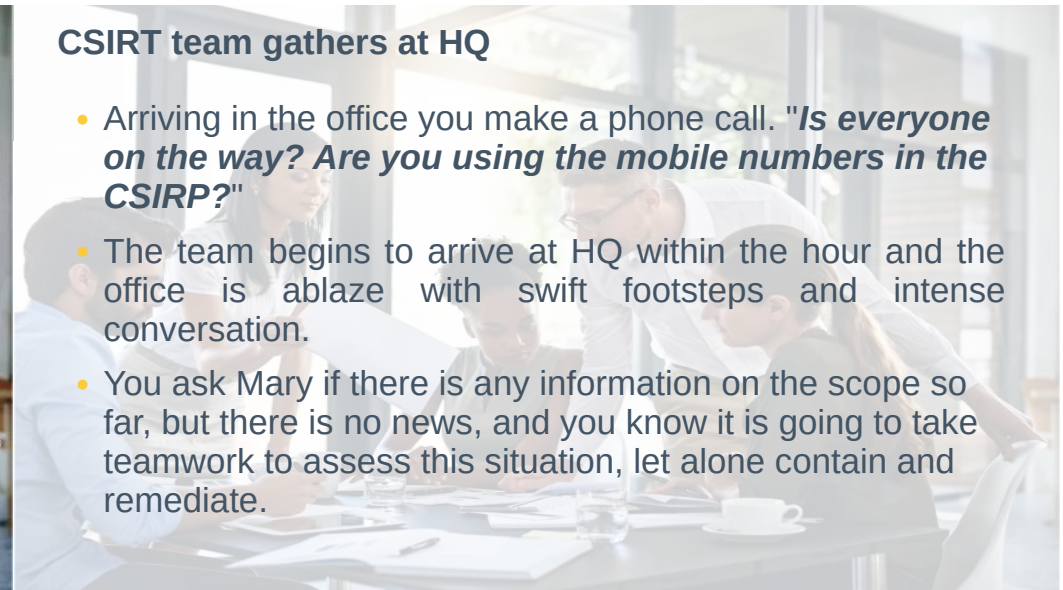 CSIRT team gathers at HQ
• Arriving in the office you make a phone call. "Is everyone
on the way? Are you using the mobile numbers in the
CSIRP?"
• The team begins to arrive at HQ within the hour and the
office is ablaze with swift footsteps and intense
conversation.
• You ask Mary if there is any information on the scope so
far, but there is no news, and you know it is going to take
teamwork to assess this situation, let alone contain and
remediate.